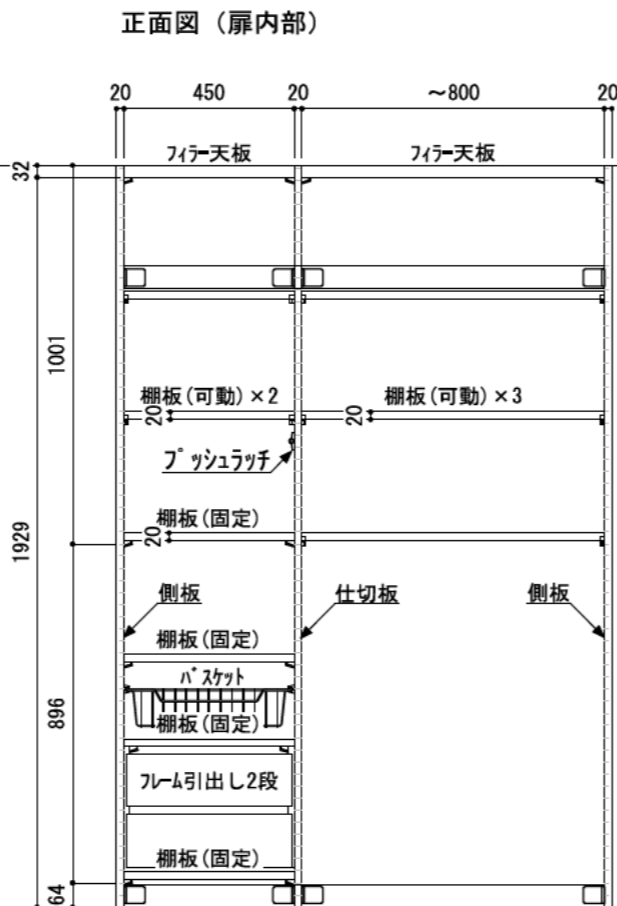 正面図（扉内部）
20 450 20 ～800 20
ﾌｨﾗｰ天板 ﾌｨﾗｰ天板
32
1001
棚板(可動)×2 棚板(可動)×3
20 20
ﾌﾟｯｼｭﾗｯﾁ
棚板(固定)
20
1929
側板 仕切板 側板
棚板(固定)
ﾊﾞｽｹｯﾄ
896
棚板(固定)
ﾌﾚｰﾑ引出し2段
棚板(固定)
64